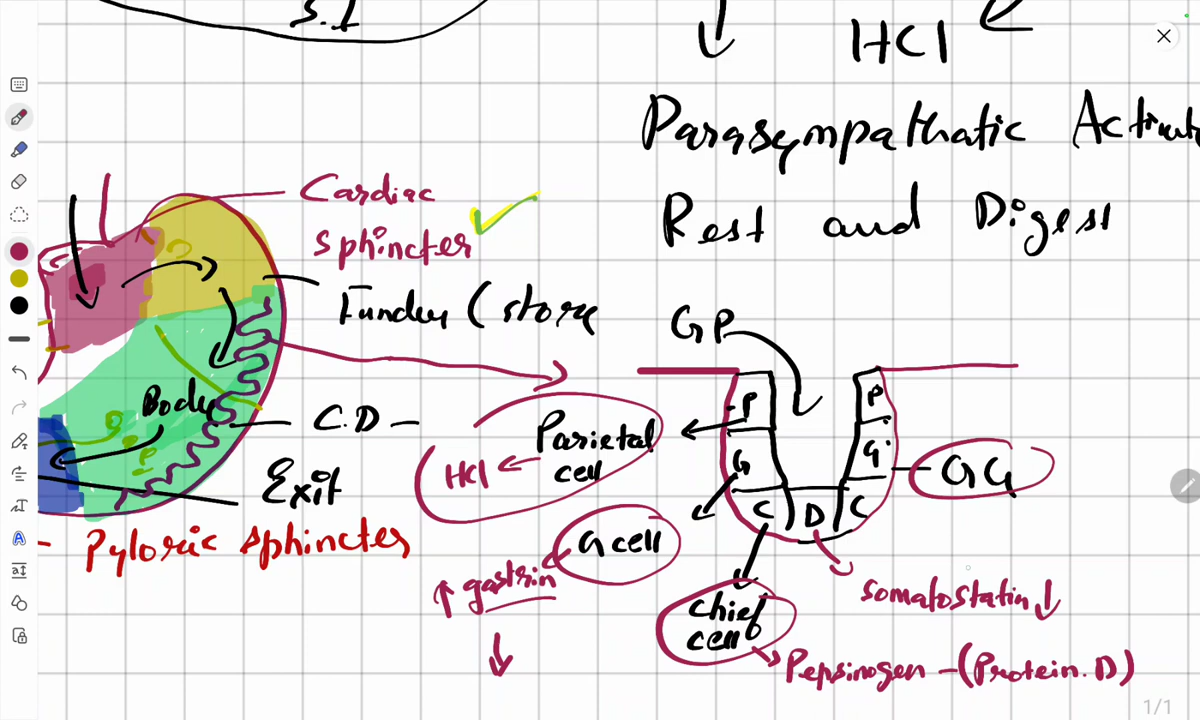 S.I
HCl
Parasympathatic Activat
Rest and Digest
Cardiac
sphincter
Fundus (store
GP
Body
C.D -
Parietal
cell
HCl
P
P
G
G
GG
Exit
C
D
C
Pyloric sphincter
G cell
↑ gastrin
somatostatin ↓
chief
cell
Pepsinogen - (Protein.D)
1/1